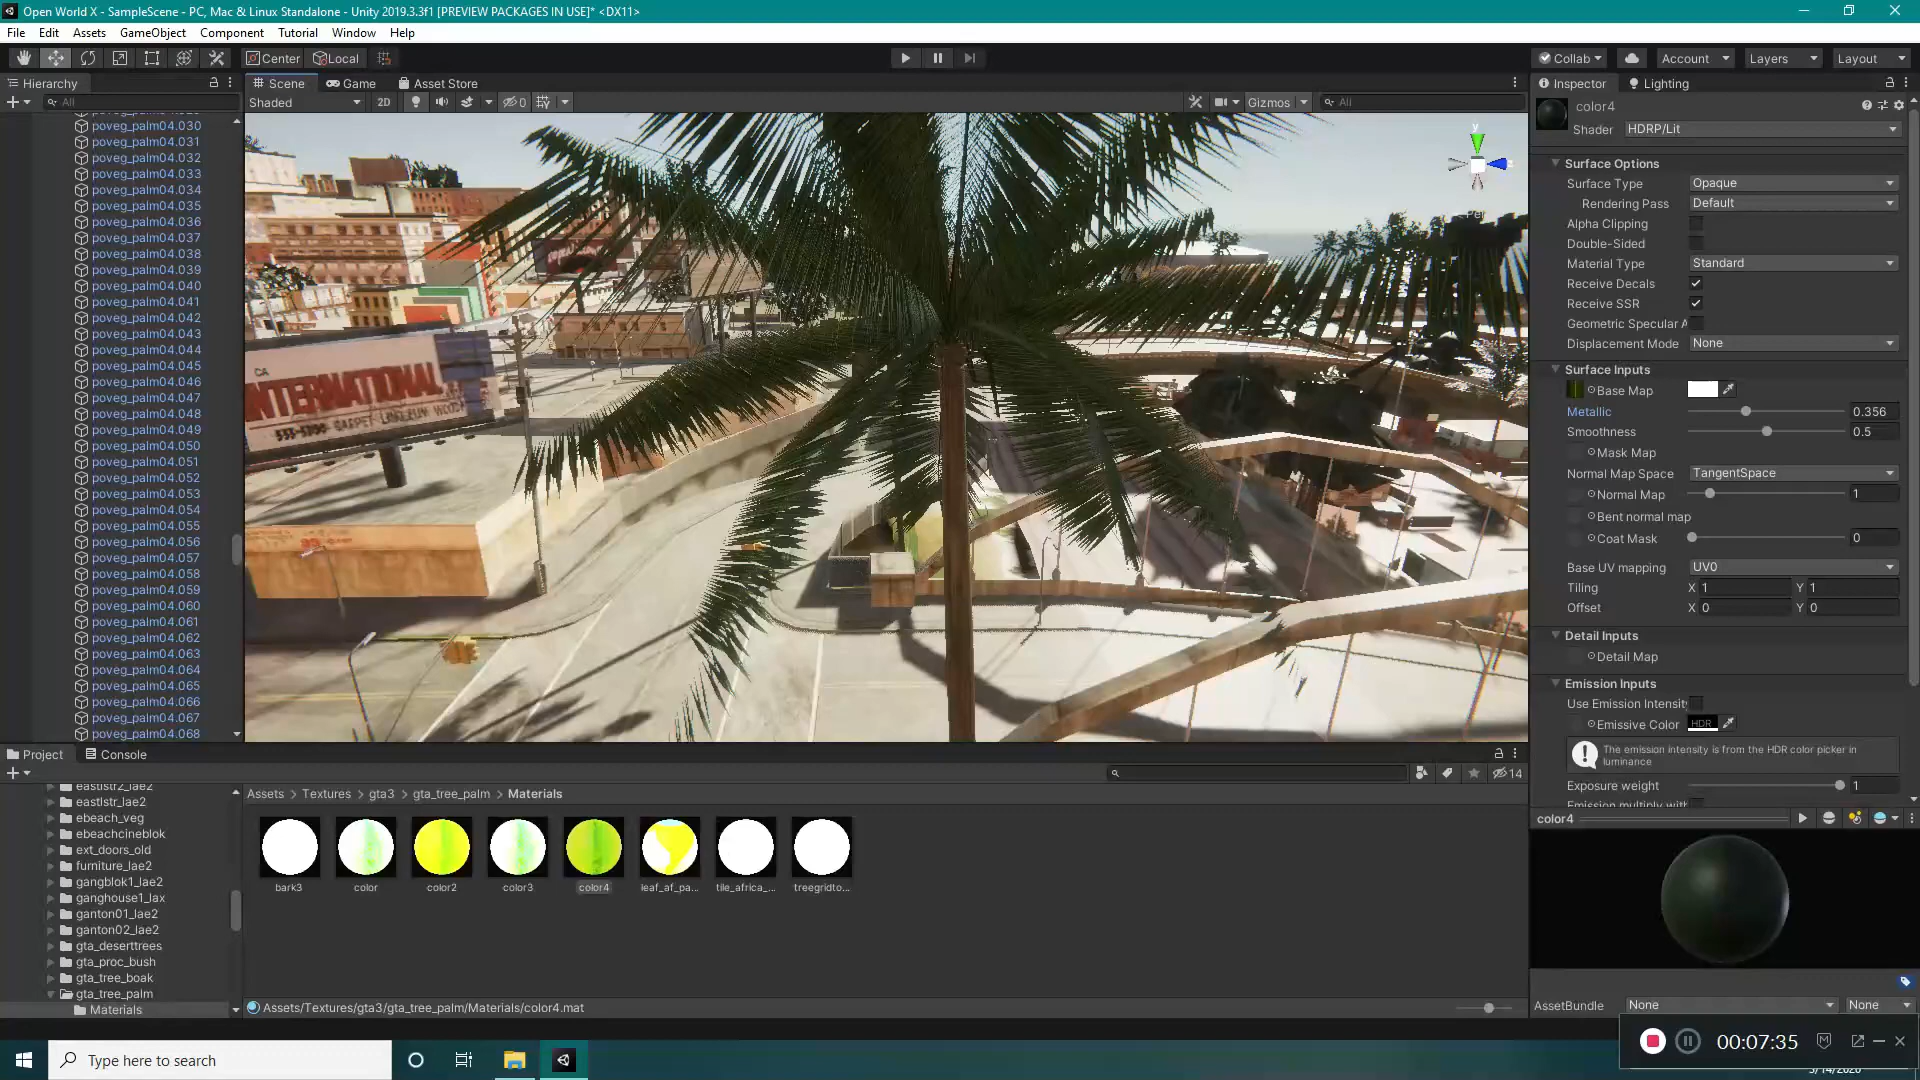 Open World X - SampleScene - PC, Mac & Linux Standalone - Unity 2019.3.3f1 [PREVIEW PACKAGES IN USE]* <DX11>
File Edit Assets GameObject Component Tutorial Window Help
Center Local
Collab Account Layers Layout
Hierarchy
Scene Game Asset Store
Inspector Lighting
All
Shaded 2D 0 Gizmos All
poveg_palm04.030
poveg_palm04.031
poveg_palm04.032
poveg_palm04.033
poveg_palm04.034
poveg_palm04.035
poveg_palm04.036
poveg_palm04.037
poveg_palm04.038
poveg_palm04.039
poveg_palm04.040
poveg_palm04.041
poveg_palm04.042
poveg_palm04.043
poveg_palm04.044
poveg_palm04.045
poveg_palm04.046
poveg_palm04.047
poveg_palm04.048
poveg_palm04.049
poveg_palm04.050
poveg_palm04.051
poveg_palm04.052
poveg_palm04.053
poveg_palm04.054
poveg_palm04.055
poveg_palm04.056
poveg_palm04.057
poveg_palm04.058
poveg_palm04.059
poveg_palm04.060
poveg_palm04.061
poveg_palm04.062
poveg_palm04.063
poveg_palm04.064
poveg_palm04.065
poveg_palm04.066
poveg_palm04.067
poveg_palm04.068
y
CA
INTERNATIONAL
color4
Shader HDRP/Lit
Surface Options
Surface Type Opaque
Rendering Pass Default
Alpha Clipping
Double-Sided
Material Type Standard
Receive Decals
Receive SSR
Geometric Specular A
Displacement Mode None
Surface Inputs
Base Map
Metallic 0.356
Smoothness 0.5
Mask Map
Normal Map Space TangentSpace
Normal Map 1
Bent normal map
Coat Mask 0
Base UV mapping UV0
Tiling X 1 Y 1
Offset X 0 Y 0
Detail Inputs
Detail Map
Emission Inputs
Use Emission Intensity
Emissive Color HDR
The emission intensity is from the HDR color picker in
luminance
Exposure weight 1
Emission multiply with
color4
AssetBundle None None
Project Console
14
eastlstr2_lae2
eastlstr_lae2
ebeach_veg
ebeachcineblok
ext_doors_old
furniture_lae2
gangblok1_lae2
ganghouse1_lax
ganton01_lae2
ganton02_lae2
gta_deserttrees
gta_proc_bush
gta_tree_boak
gta_tree_palm
Materials
Assets > Textures > gta3 > gta_tree_palm > Materials
bark3 color color2 color3 color4 leaf_af_pa... tile_africa_... treegridto...
Assets/Textures/gta3/gta_tree_palm/Materials/color4.mat
Type here to search
00:07:35